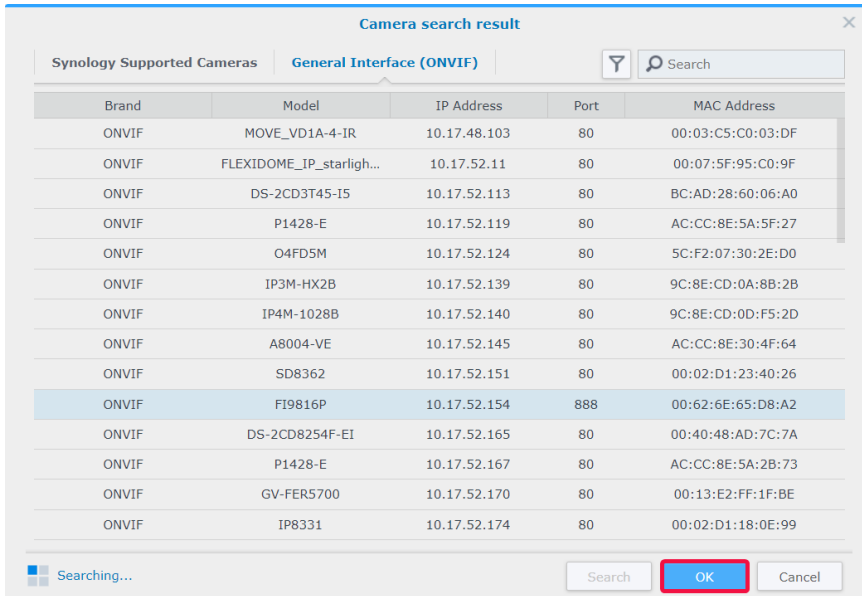 Camera search result
Synology Supported Cameras General Interface (ONVIF) Search
Brand Model IP Address Port MAC Address
ONVIF MOVE_VD1A-4-IR 10.17.48.103 80 00:03:C5:C0:03:DF
ONVIF FLEXIDOME_IP_starligh... 10.17.52.11 80 00:07:5F:95:C0:9F
ONVIF DS-2CD3T45-I5 10.17.52.113 80 BC:AD:28:60:06:A0
ONVIF P1428-E 10.17.52.119 80 AC:CC:8E:5A:5F:27
ONVIF O4FD5M 10.17.52.124 80 5C:F2:07:30:2E:D0
ONVIF IP3M-HX2B 10.17.52.139 80 9C:8E:CD:0A:8B:2B
ONVIF IP4M-1028B 10.17.52.140 80 9C:8E:CD:0D:F5:2D
ONVIF A8004-VE 10.17.52.145 80 AC:CC:8E:30:4F:64
ONVIF SD8362 10.17.52.151 80 00:02:D1:23:40:26
ONVIF FI9816P 10.17.52.154 888 00:62:6E:65:D8:A2
ONVIF DS-2CD8254F-EI 10.17.52.165 80 00:40:48:AD:7C:7A
ONVIF P1428-E 10.17.52.167 80 AC:CC:8E:5A:2B:73
ONVIF GV-FER5700 10.17.52.170 80 00:13:E2:FF:1F:BE
ONVIF IP8331 10.17.52.174 80 00:02:D1:18:0E:99
Searching... Search OK Cancel